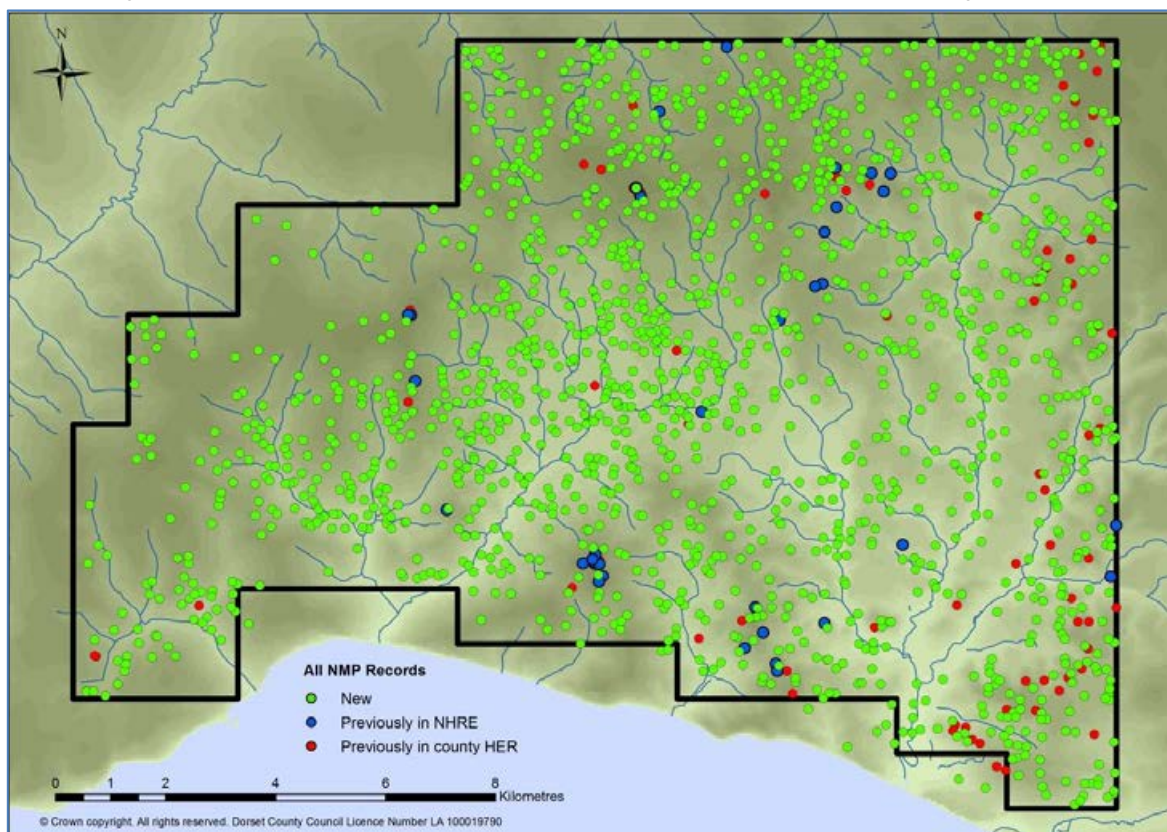 N
All NMP Records
New
Previously in NHRE
Previously in county HER
0 1 2 4 6 8
Kilometres
© Crown copyright. All rights reserved. Dorset County Council Licence Number LA 100019790